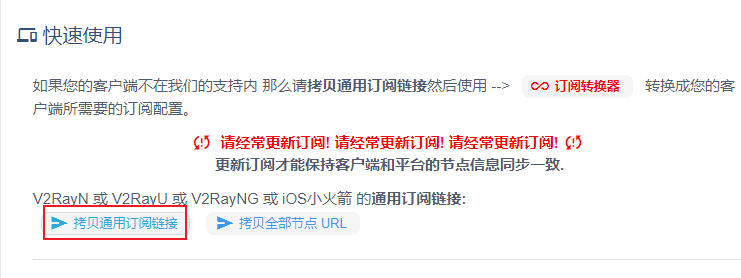 快速使用
如果您的客户端不在我们的支持内 那么请拷贝通用订阅链接然后使用 --> 订阅转换器 转换成您的客
户端所需要的订阅配置。
请经常更新订阅! 请经常更新订阅! 请经常更新订阅!
更新订阅才能保持客户端和平台的节点信息同步一致.
V2RayN 或 V2RayU 或 V2RayNG 或 iOS小火箭 的通用订阅链接:
拷贝通用订阅链接 拷贝全部节点 URL